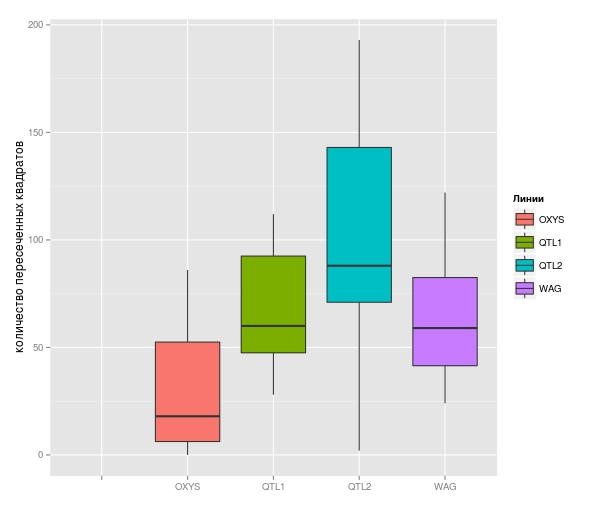 количество пересеченных квадратов
200
150
100
50
0
OXYS QTL1 QTL2 WAG
Линии
OXYS
QTL1
QTL2
WAG